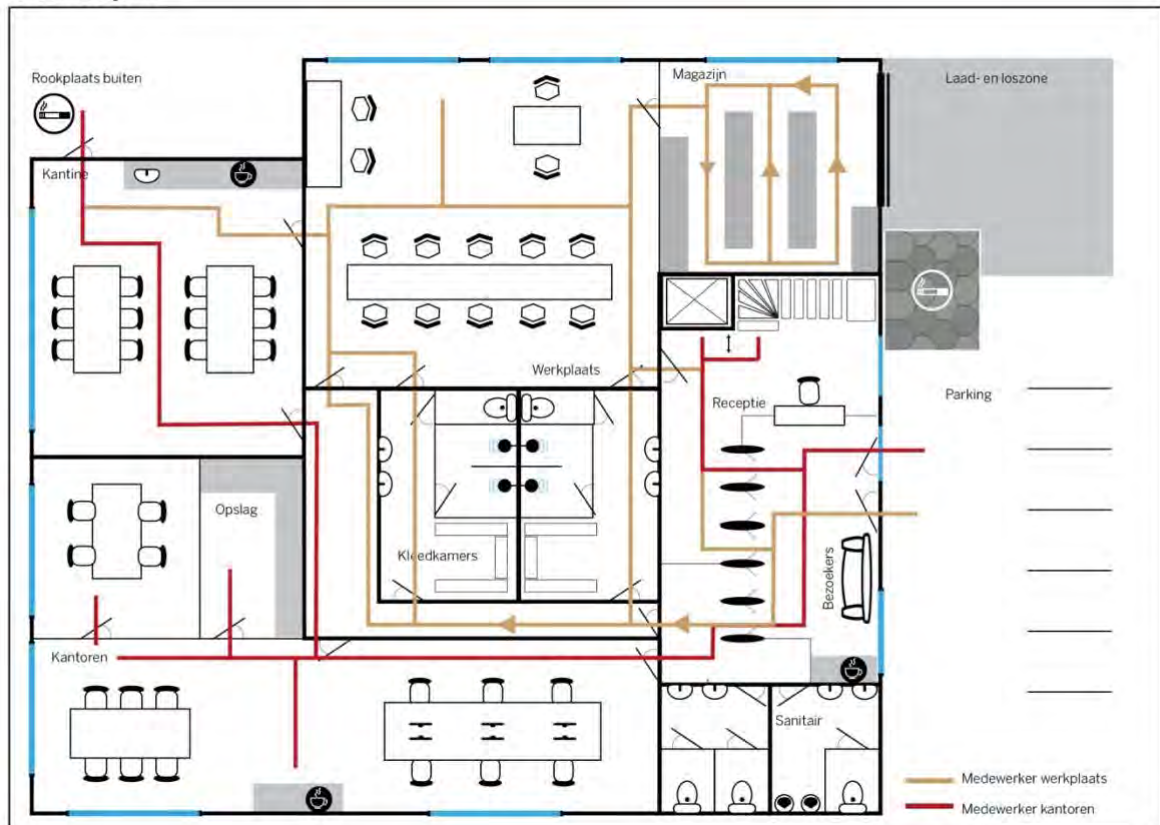 Rookplaats buiten
Magazijn
Laad- en loszone
Kantine
Werkplaats
Receptie
Parking
Opslag
Kleedkamers
Bezoekers
Kantoren
Sanitair
Medewerker werkplaats
Medewerker kantoren